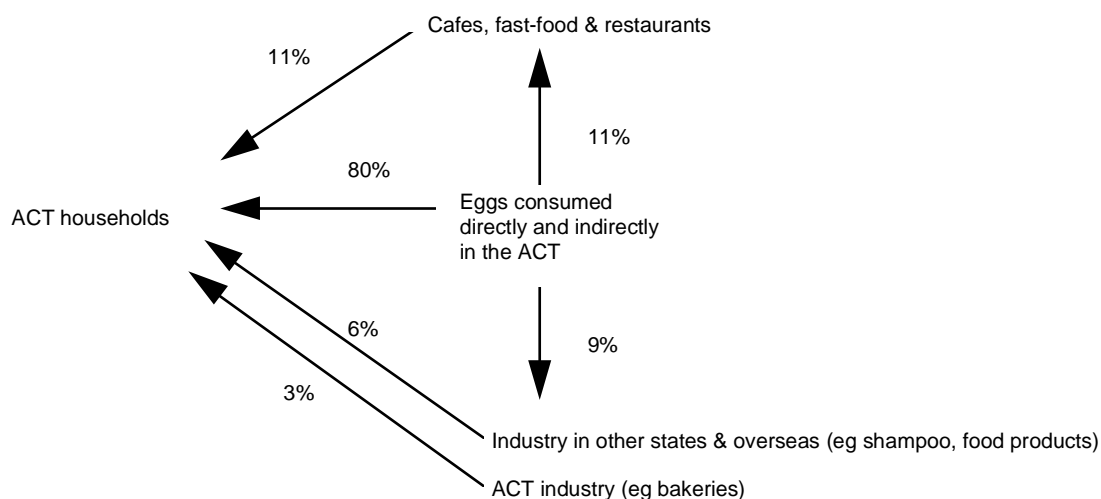 Cafes, fast-food & restaurants
11%
11%
80%
ACT households
Eggs consumed
directly and indirectly
in the ACT
6%
9%
3%
Industry in other states & overseas (eg shampoo, food products)
ACT industry (eg bakeries)